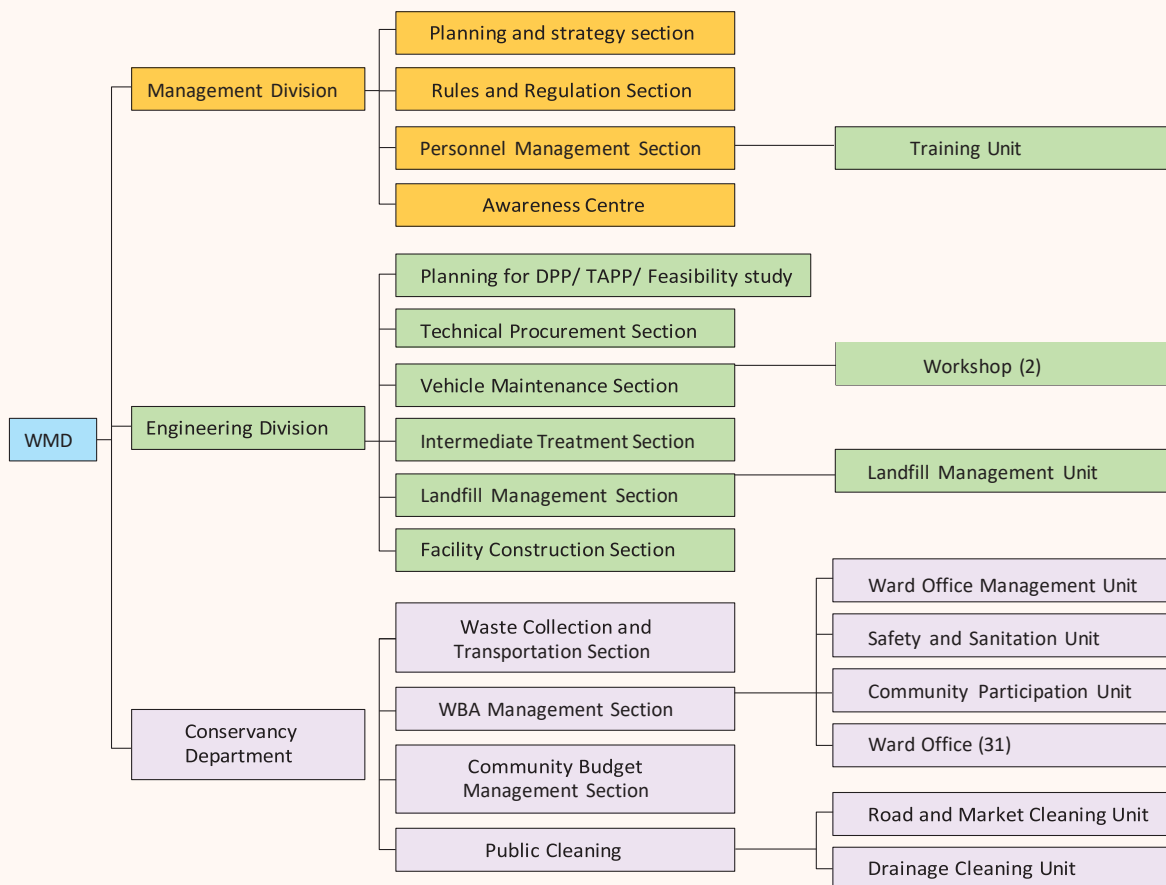 Planning and strategy section
Management Division
Rules and Regulation Section
Personnel Management Section
Training Unit
Awareness Centre
Planning for DPP/ TAPP/ Feasibility study
Technical Procurement Section
Vehicle Maintenance Section
Workshop (2)
WMD
Engineering Division
Intermediate Treatment Section
Landfill Management Section
Landfill Management Unit
Facility Construction Section
Waste Collection and
Transportation Section
Ward Office Management Unit
Safety and Sanitation Unit
WBA Management Section
Community Participation Unit
Ward Office (31)
Conservancy
Department
Community Budget
Management Section
Public Cleaning
Road and Market Cleaning Unit
Drainage Cleaning Unit